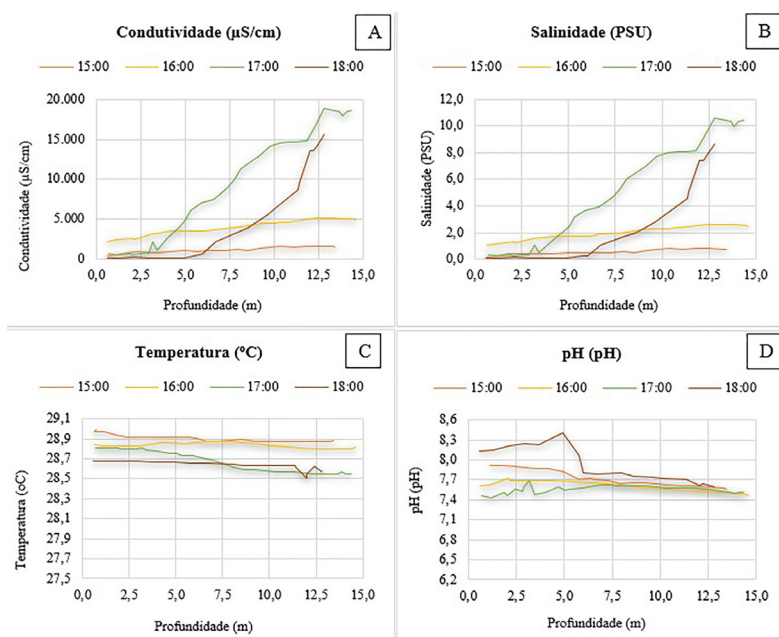 Condutividade (µS/cm)
A
15:00 16:00 17:00 18:00
Condutividade (µS/cm)
20.000
15.000
10.000
5.000
0
0,0 2,5 5,0 7,5 10,0 12,5 15,0
Profundidade (m)
Salinidade (PSU)
B
15:00 16:00 17:00 18:00
Salinidade (PSU)
12,0
10,0
8,0
6,0
4,0
2,0
0,0
0,0 2,5 5,0 7,5 10,0 12,5 15,0
Profundidade (m)
Temperatura (ºC)
C
15:00 16:00 17:00 18:00
Temperatura (oC)
29,1
28,9
28,7
28,5
28,3
28,1
27,9
27,7
27,5
0,0 2,5 5,0 7,5 10,0 12,5 15,0
Profundidade (m)
pH (pH)
D
15:00 16:00 17:00 18:00
pH (pH)
8,6
8,3
8,0
7,7
7,4
7,1
6,8
6,5
6,2
0,0 2,5 5,0 7,5 10,0 12,5 15,0
Profundidade (m)